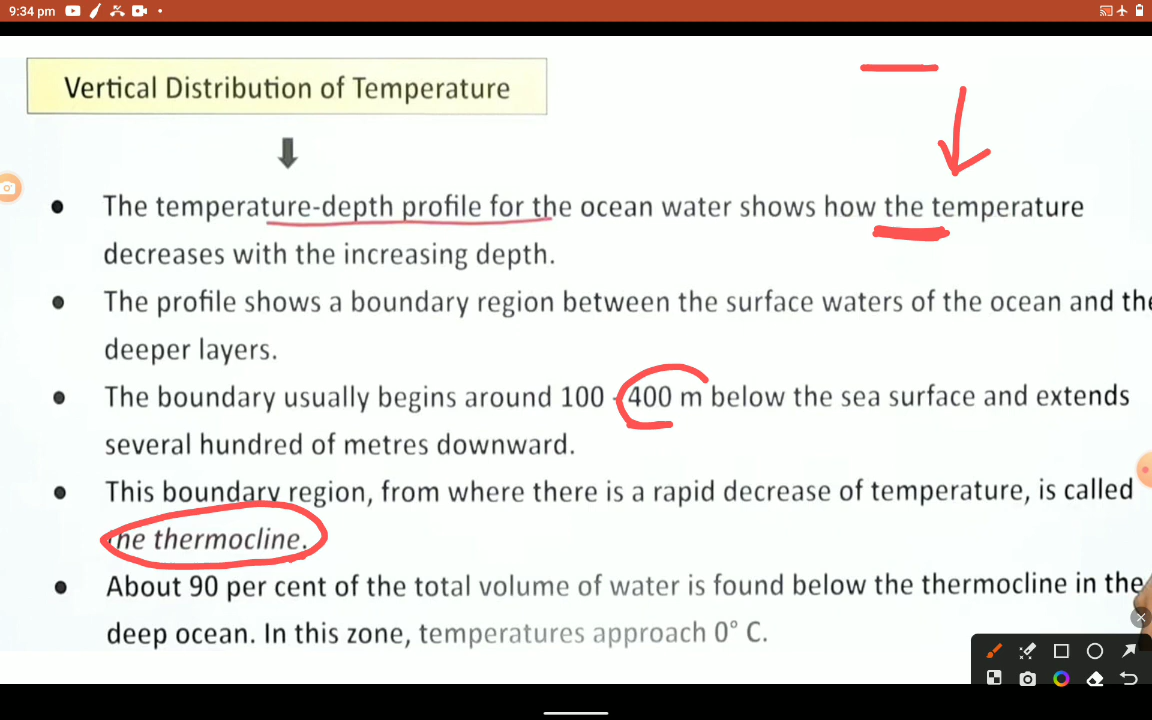 9:34 pm
Vertical Distribution of Temperature
The temperature-depth profile for the ocean water shows how the temperature
decreases with the increasing depth.
The profile shows a boundary region between the surface waters of the ocean and the
deeper layers.
The boundary usually begins around 100 - 400 m below the sea surface and extends
several hundred of metres downward.
This boundary region, from where there is a rapid decrease of temperature, is called
the thermocline.
About 90 per cent of the total volume of water is found below the thermocline in the
deep ocean. In this zone, temperatures approach 0° C.